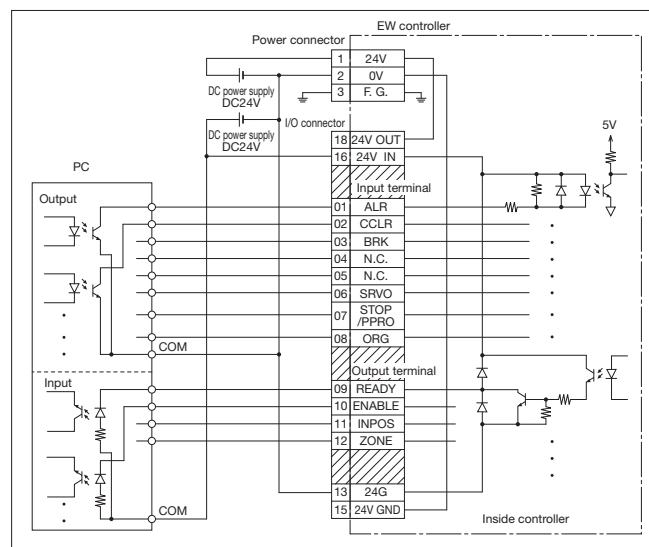 EW controller
Power connector
1 24V
2 0V
3 F. G.
DC power supply
DC24V
DC power supply
DC24V
I/O connector
18 24V OUT
16 24V IN
5V
PC
Input terminal
Output
01 ALR
02 CCLR
03 BRK
04 N.C.
05 N.C.
06 SRVO
07 STOP
/PPRO
08 ORG
COM
Output terminal
Input
09 READY
10 ENABLE
11 INPOS
12 ZONE
13 24G
COM
15 24V GND
Inside controller